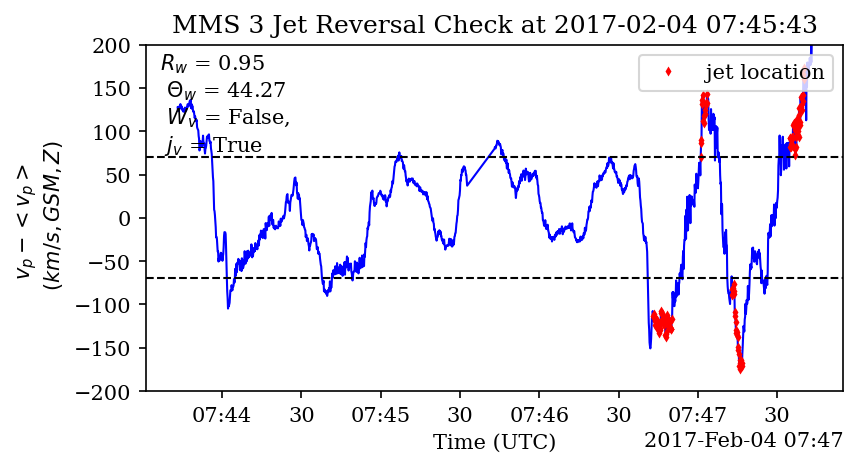 MMS 3 Jet Reversal Check at 2017-02-04 07:45:43
200
150
100
50
0
−50
−100
−150
−200
v_p − <v_p>
(km/s, GSM, Z)
R_w = 0.95
Θ_w = 44.27
W_v = False,
j_v = True
jet location
07:44 30 07:45 30 07:46 30 07:47 30
Time (UTC)
2017-Feb-04 07:47